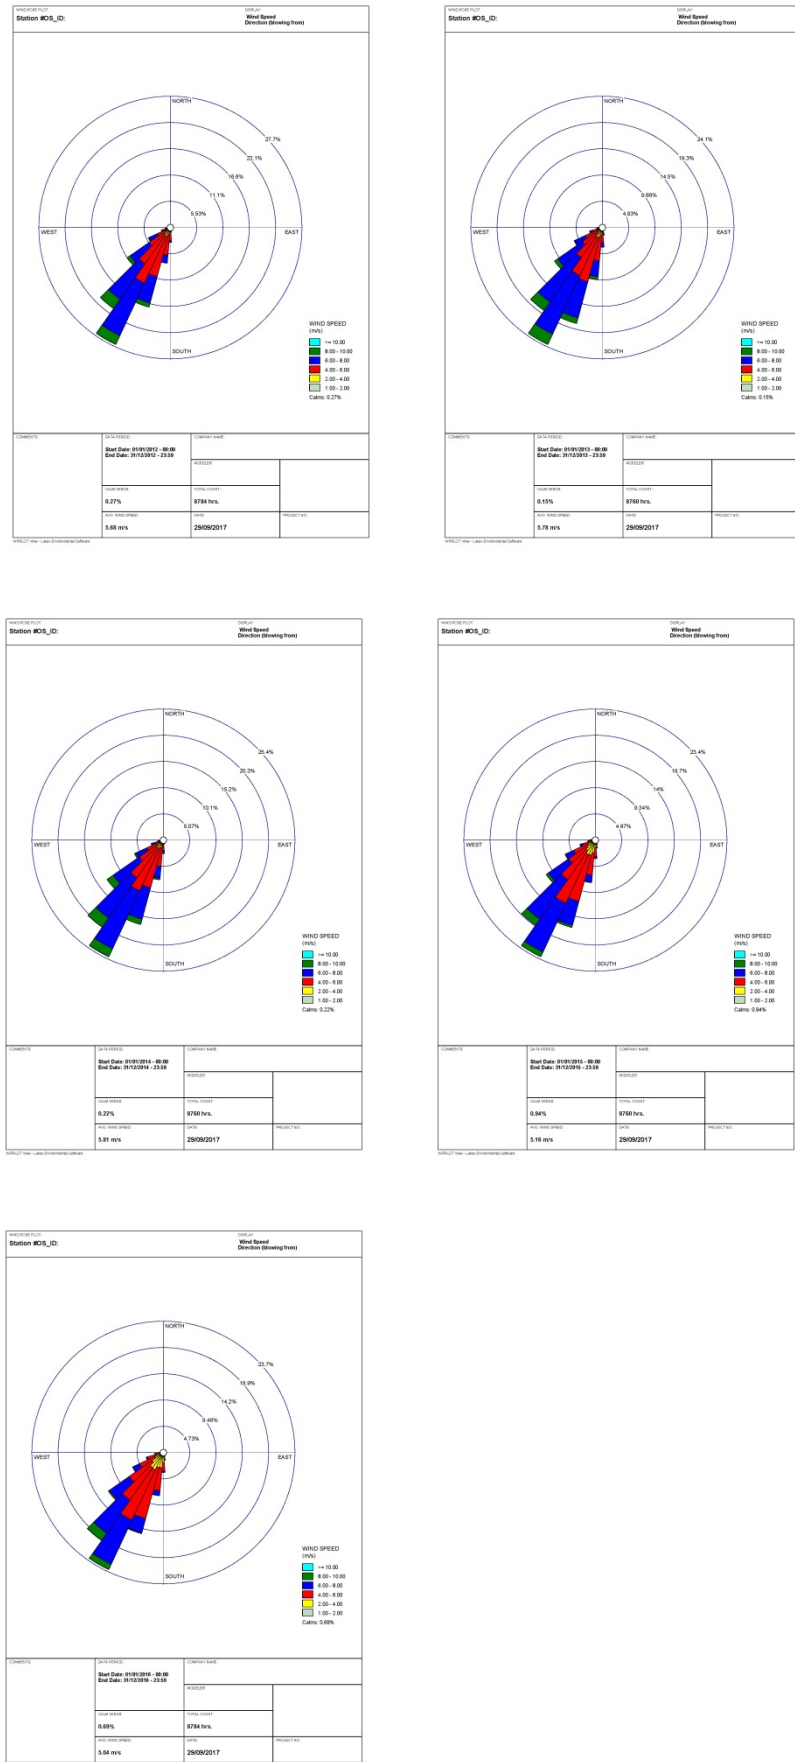 WIND ROSE PLOT:
Station #OS_ID:
DISPLAY:
Wind Speed
Direction (blowing from)
NORTH
27.7%
22.1%
16.6%
11.1%
5.53%
WEST
EAST
SOUTH
WIND SPEED
(m/s)
>= 10.00
8.00 - 10.00
6.00 - 8.00
4.00 - 6.00
2.00 - 4.00
1.00 - 2.00
Calms: 0.27%
COMMENTS:
DATA PERIOD:
Start Date: 01/01/2012 - 00:00
End Date: 31/12/2012 - 23:59
COMPANY NAME:
MODELER:
CALM WINDS:
0.27%
TOTAL COUNT:
8784 hrs.
AVG. WIND SPEED:
5.68 m/s
DATE:
29/09/2017
PROJECT NO.:
WRPLOT View - Lakes Environmental Software
WIND ROSE PLOT:
Station #OS_ID:
DISPLAY:
Wind Speed
Direction (blowing from)
NORTH
24.1%
19.3%
14.5%
9.66%
4.83%
WEST
EAST
SOUTH
WIND SPEED
(m/s)
>= 10.00
8.00 - 10.00
6.00 - 8.00
4.00 - 6.00
2.00 - 4.00
1.00 - 2.00
Calms: 0.15%
COMMENTS:
DATA PERIOD:
Start Date: 01/01/2013 - 00:00
End Date: 31/12/2013 - 23:59
COMPANY NAME:
MODELER:
CALM WINDS:
0.15%
TOTAL COUNT:
8760 hrs.
AVG. WIND SPEED:
5.78 m/s
DATE:
29/09/2017
PROJECT NO.:
WRPLOT View - Lakes Environmental Software
WIND ROSE PLOT:
Station #OS_ID:
DISPLAY:
Wind Speed
Direction (blowing from)
NORTH
25.4%
20.3%
15.2%
10.1%
5.07%
WEST
EAST
SOUTH
WIND SPEED
(m/s)
>= 10.00
8.00 - 10.00
6.00 - 8.00
4.00 - 6.00
2.00 - 4.00
1.00 - 2.00
Calms: 0.22%
COMMENTS:
DATA PERIOD:
Start Date: 01/01/2014 - 00:00
End Date: 31/12/2014 - 23:59
COMPANY NAME:
MODELER:
CALM WINDS:
0.22%
TOTAL COUNT:
8760 hrs.
AVG. WIND SPEED:
5.81 m/s
DATE:
29/09/2017
PROJECT NO.:
WRPLOT View - Lakes Environmental Software
WIND ROSE PLOT:
Station #OS_ID:
DISPLAY:
Wind Speed
Direction (blowing from)
NORTH
23.4%
18.7%
14%
9.34%
4.67%
WEST
EAST
SOUTH
WIND SPEED
(m/s)
>= 10.00
8.00 - 10.00
6.00 - 8.00
4.00 - 6.00
2.00 - 4.00
1.00 - 2.00
Calms: 0.94%
COMMENTS:
DATA PERIOD:
Start Date: 01/01/2015 - 00:00
End Date: 31/12/2015 - 23:59
COMPANY NAME:
MODELER:
CALM WINDS:
0.94%
TOTAL COUNT:
8760 hrs.
AVG. WIND SPEED:
5.16 m/s
DATE:
29/09/2017
PROJECT NO.:
WRPLOT View - Lakes Environmental Software
WIND ROSE PLOT:
Station #OS_ID:
DISPLAY:
Wind Speed
Direction (blowing from)
NORTH
23.7%
18.9%
14.2%
9.46%
4.73%
WEST
EAST
SOUTH
WIND SPEED
(m/s)
>= 10.00
8.00 - 10.00
6.00 - 8.00
4.00 - 6.00
2.00 - 4.00
1.00 - 2.00
Calms: 0.69%
COMMENTS:
DATA PERIOD:
Start Date: 01/01/2016 - 00:00
End Date: 31/12/2016 - 23:59
COMPANY NAME:
MODELER:
CALM WINDS:
0.69%
TOTAL COUNT:
8784 hrs.
AVG. WIND SPEED:
5.04 m/s
DATE:
29/09/2017
PROJECT NO.: